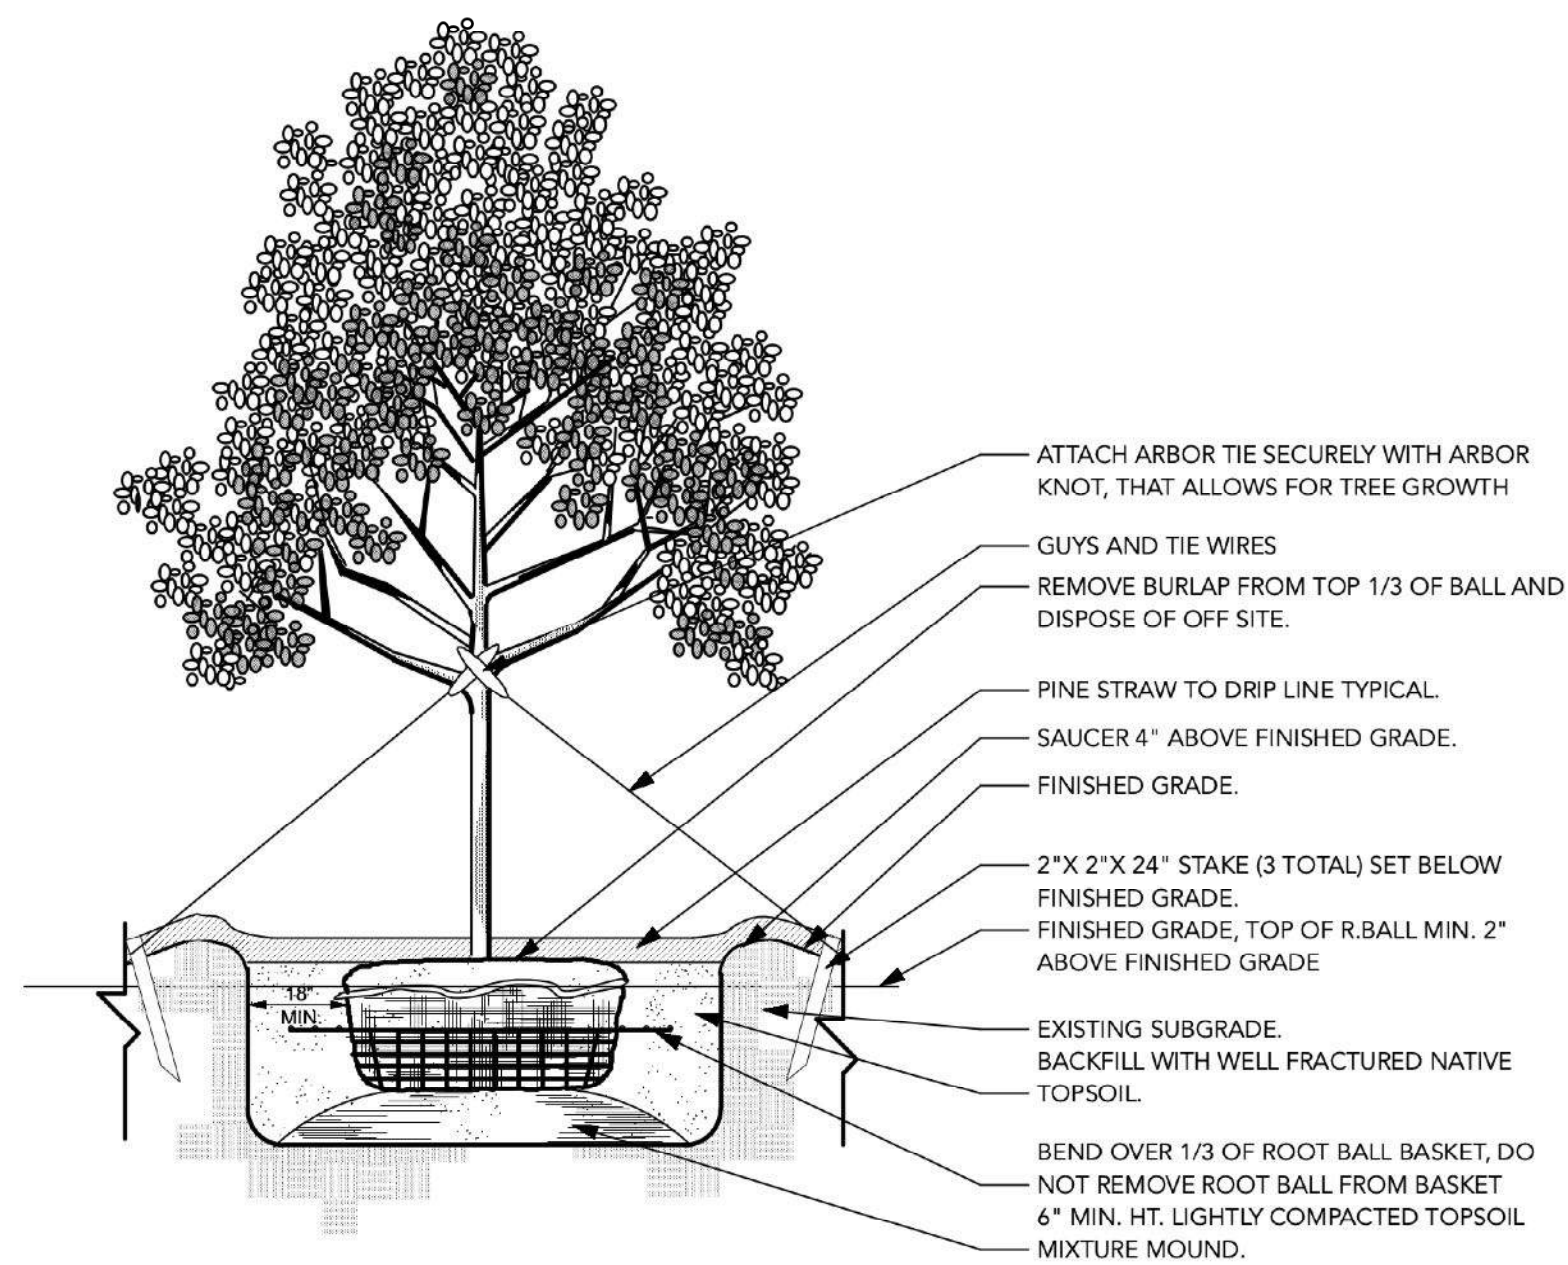 ATTACH ARBOR TIE SECURELY WITH ARBOR
KNOT, THAT ALLOWS FOR TREE GROWTH
GUYS AND TIE WIRES
REMOVE BURLAP FROM TOP 1/3 OF BALL AND
DISPOSE OF OFF SITE.
PINE STRAW TO DRIP LINE TYPICAL.
SAUCER 4" ABOVE FINISHED GRADE.
FINISHED GRADE.
2"X 2"X 24" STAKE (3 TOTAL) SET BELOW
FINISHED GRADE.
FINISHED GRADE, TOP OF R.BALL MIN. 2"
ABOVE FINISHED GRADE
18"
MIN.
EXISTING SUBGRADE.
BACKFILL WITH WELL FRACTURED NATIVE
TOPSOIL.
BEND OVER 1/3 OF ROOT BALL BASKET, DO
NOT REMOVE ROOT BALL FROM BASKET
6" MIN. HT. LIGHTLY COMPACTED TOPSOIL
MIXTURE MOUND.